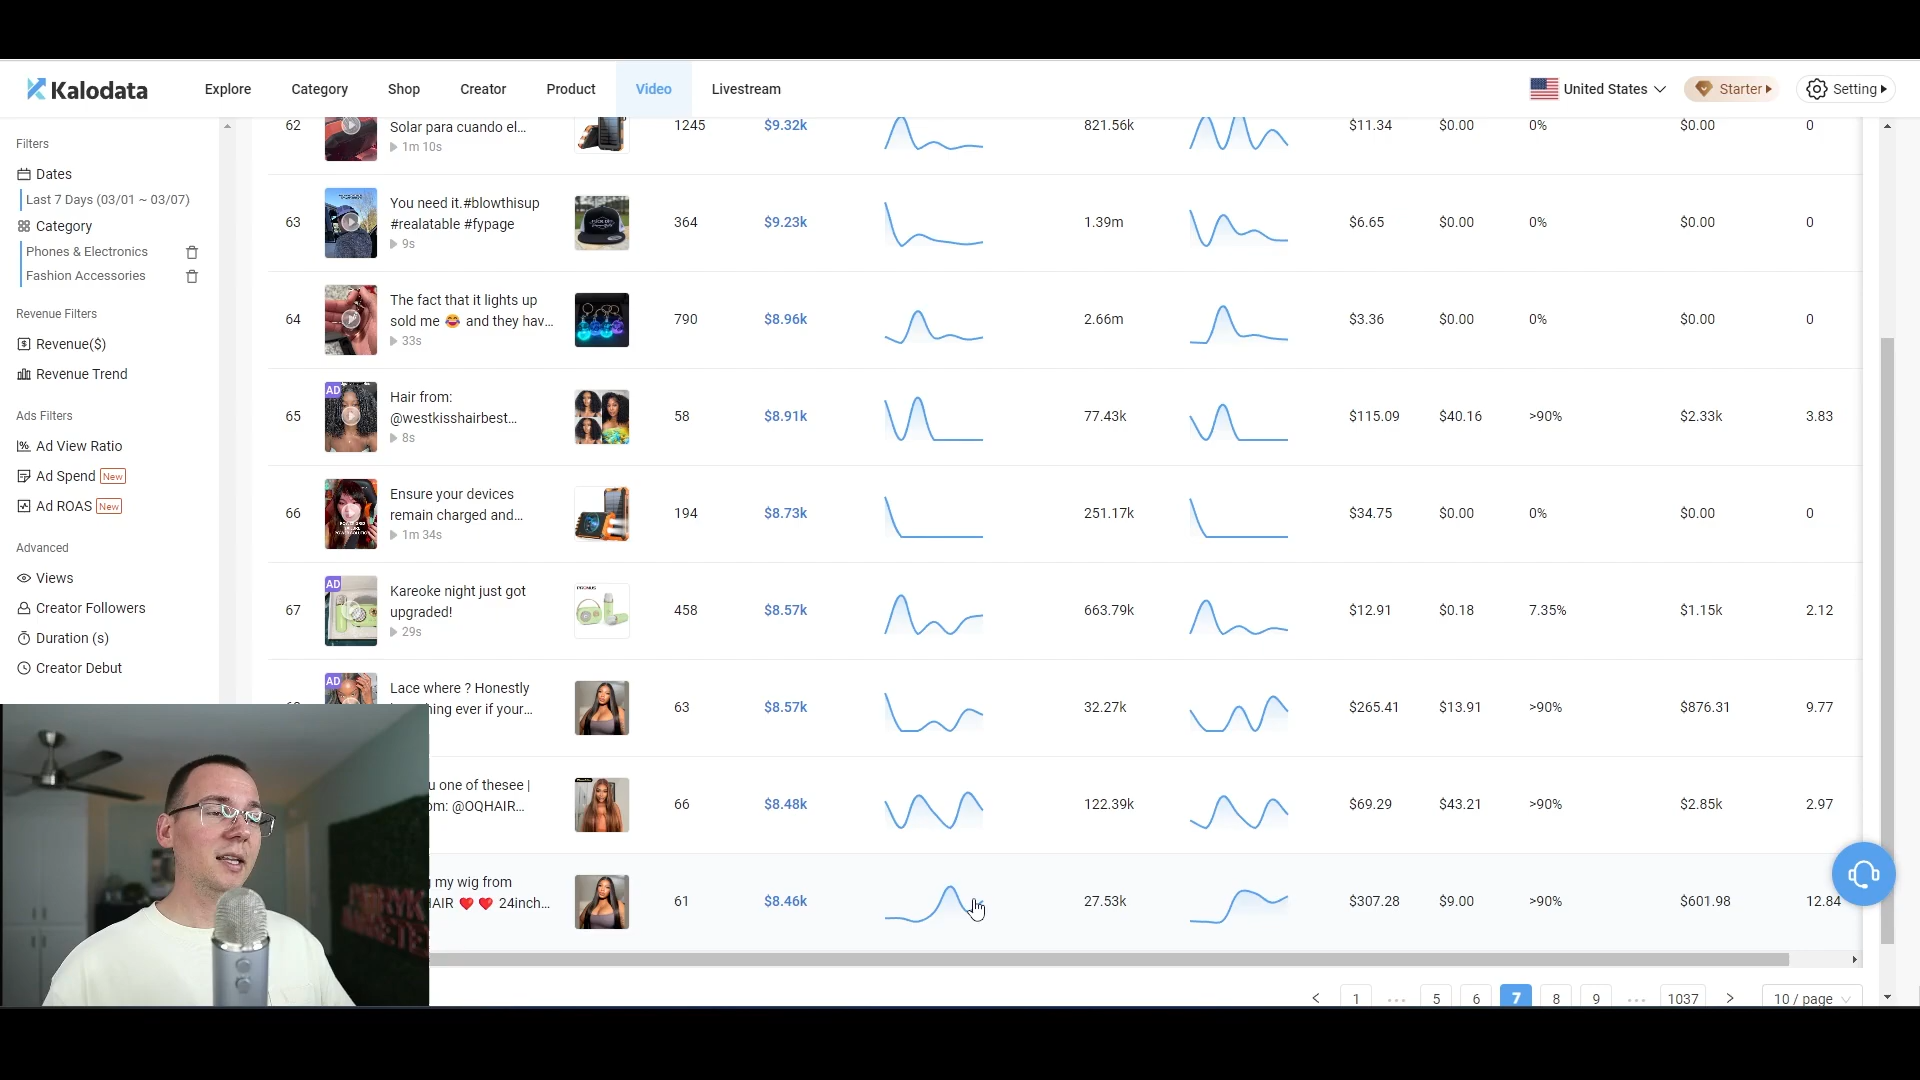 Kalodata
Explore
Category
Shop
Creator
Product
Video
Livestream
United States
Starter
Setting
Filters
Dates
Last 7 Days (03/01 ~ 03/07)
Category
Phones & Electronics
Fashion Accessories
Revenue Filters
Revenue($)
Revenue Trend
Ads Filters
Ad View Ratio
Ad Spend New
Ad ROAS New
Advanced
Views
Creator Followers
Duration (s)
Creator Debut
62
Solar para cuando el...
1m 10s
1245 $9.32k 821.56k $11.34 $0.00 0% $0.00 0
63
You need it.#blowthisup
#realatable #fypage
9s
364 $9.23k 1.39m $6.65 $0.00 0% $0.00 0
64
The fact that it lights up
sold me 😂 and they hav...
33s
790 $8.96k 2.66m $3.36 $0.00 0% $0.00 0
65
AD
Hair from:
@westkisshairbest...
8s
58 $8.91k 77.43k $115.09 $40.16 >90% $2.33k 3.83
66
Ensure your devices
remain charged and...
1m 34s
194 $8.73k 251.17k $34.75 $0.00 0% $0.00 0
67
AD
Kareoke night just got
upgraded!
29s
458 $8.57k 663.79k $12.91 $0.18 7.35% $1.15k 2.12
AD
Lace where ? Honestly
ing ever if your...
63 $8.57k 32.27k $265.41 $13.91 >90% $876.31 9.77
u one of thesee |
om: @OQHAIR...
66 $8.48k 122.39k $69.29 $43.21 >90% $2.85k 2.97
my wig from
HAIR ❤️ ❤️ 24inch...
61 $8.46k 27.53k $307.28 $9.00 >90% $601.98 12.84
< 1 ... 5 6 7 8 9 ... 1037 > 10 / page